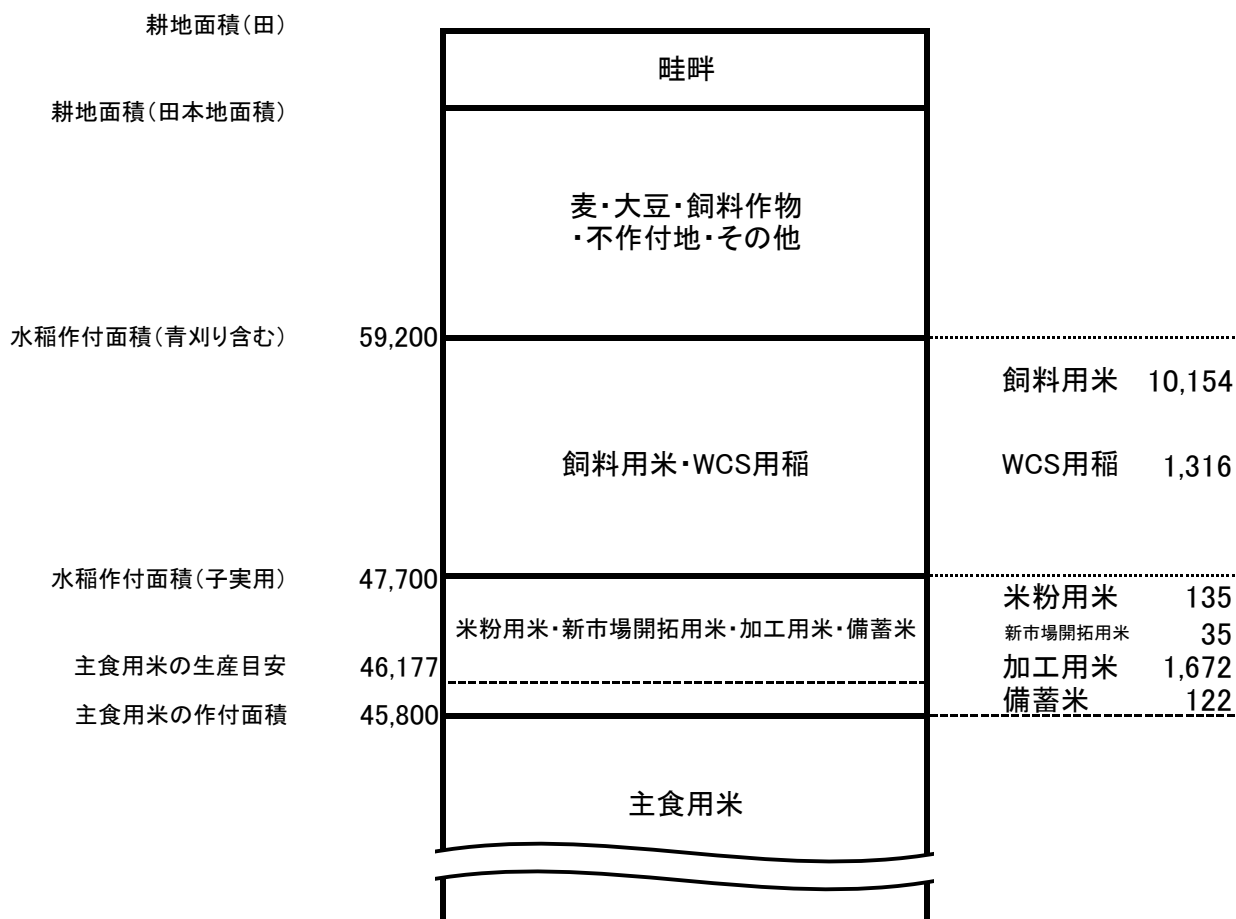 耕地面積(田)
畦畔
耕地面積(田本地面積)
麦・大豆・飼料作物
・不作付地・その他
水稲作付面積(青刈り含む) 59,200
飼料用米 10,154
飼料用米・WCS用稲
WCS用稲 1,316
水稲作付面積(子実用) 47,700
米粉用米 135
米粉用米・新市場開拓用米・加工用米・備蓄米
新市場開拓用米 35
主食用米の生産目安 46,177
加工用米 1,672
備蓄米 122
主食用米の作付面積 45,800
主食用米